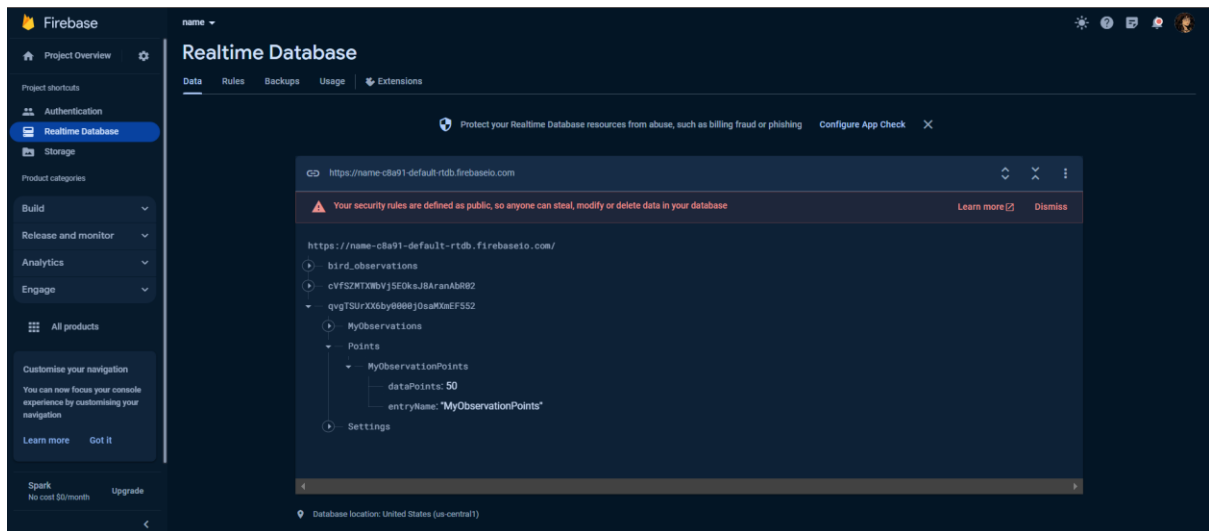 Firebase
name
Project Overview
Realtime Database
Data Rules Backups Usage Extensions
Project shortcuts
Authentication
Realtime Database
Storage
Product categories
Build
Release and monitor
Analytics
Engage
All products
Customise your navigation
You can now focus your console
experience by customising your
navigation
Learn more Got it
Spark
No cost $0/month
Upgrade
Protect your Realtime Database resources from abuse, such as billing fraud or phishing Configure App Check
https://name-c8a91-default-rtdb.firebaseio.com
Your security rules are defined as public, so anyone can steal, modify or delete data in your database Learn more Dismiss
https://name-c8a91-default-rtdb.firebaseio.com/
bird_observations
cVfSZMTXWbVj5EOksJ8AranAbR02
qvgTSUrXX6by0000jOsaMXmEF552
MyObservations
Points
MyObservationPoints
dataPoints: 50
entryName: "MyObservationPoints"
Settings
Database location: United States (us-central1)